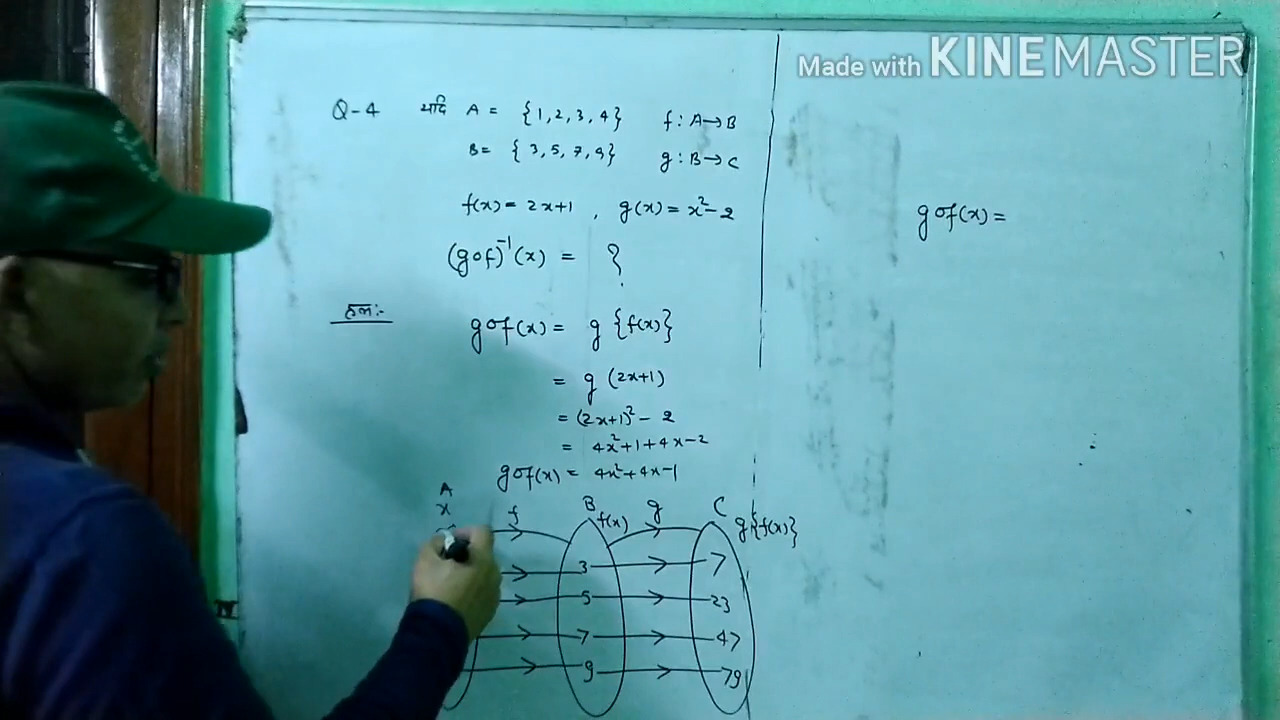 Made with KINEMASTER
Q-4 यदि A = {1, 2, 3, 4} f : A→B
B = {3, 5, 7, 9} g : B→C
f(x) = 2x+1 , g(x) = x²-2
(gof)⁻¹(x) = ?
हल:-
gof(x) = g {f(x)}
= g (2x+1)
= (2x+1)² - 2
= 4x²+1+4x-2
gof(x) = 4x²+4x-1
A B C
x f f(x) g g{f(x)}
3 7
5 23
7 47
9 79
gof(x) =